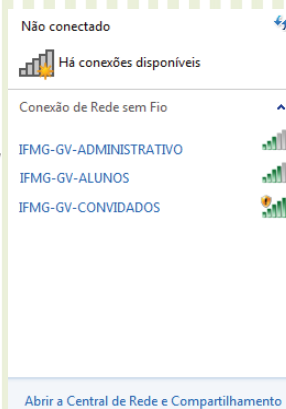 Não conectado
Há conexões disponíveis
Conexão de Rede sem Fio
IFMG-GV-ADMINISTRATIVO
IFMG-GV-ALUNOS
IFMG-GV-CONVIDADOS
Abrir a Central de Rede e Compartilhamento